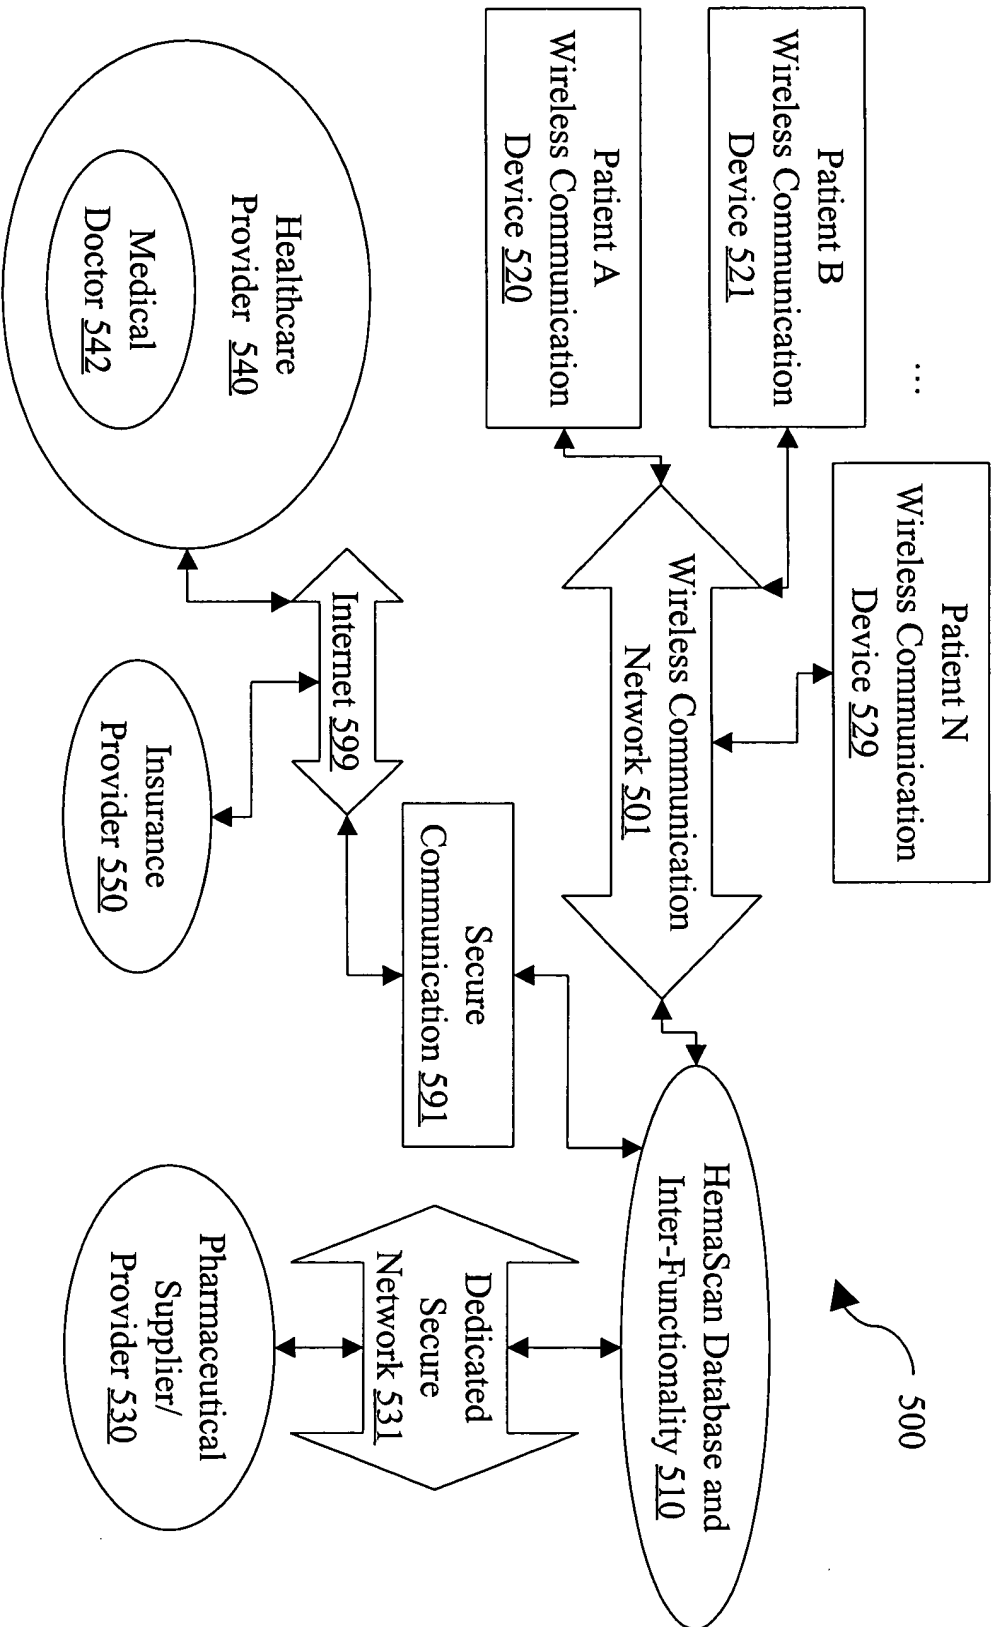 500
...
Patient N
Wireless Communication
Device 529
Patient B
Wireless Communication
Device 521
Patient A
Wireless Communication
Device 520
Wireless Communication
Network 501
HemaScan Database and
Inter-Functionality 510
Secure
Communication 591
Internet 599
Dedicated
Secure
Network 531
Healthcare
Provider 540
Medical
Doctor 542
Insurance
Provider 550
Pharmaceutical
Supplier/
Provider 530